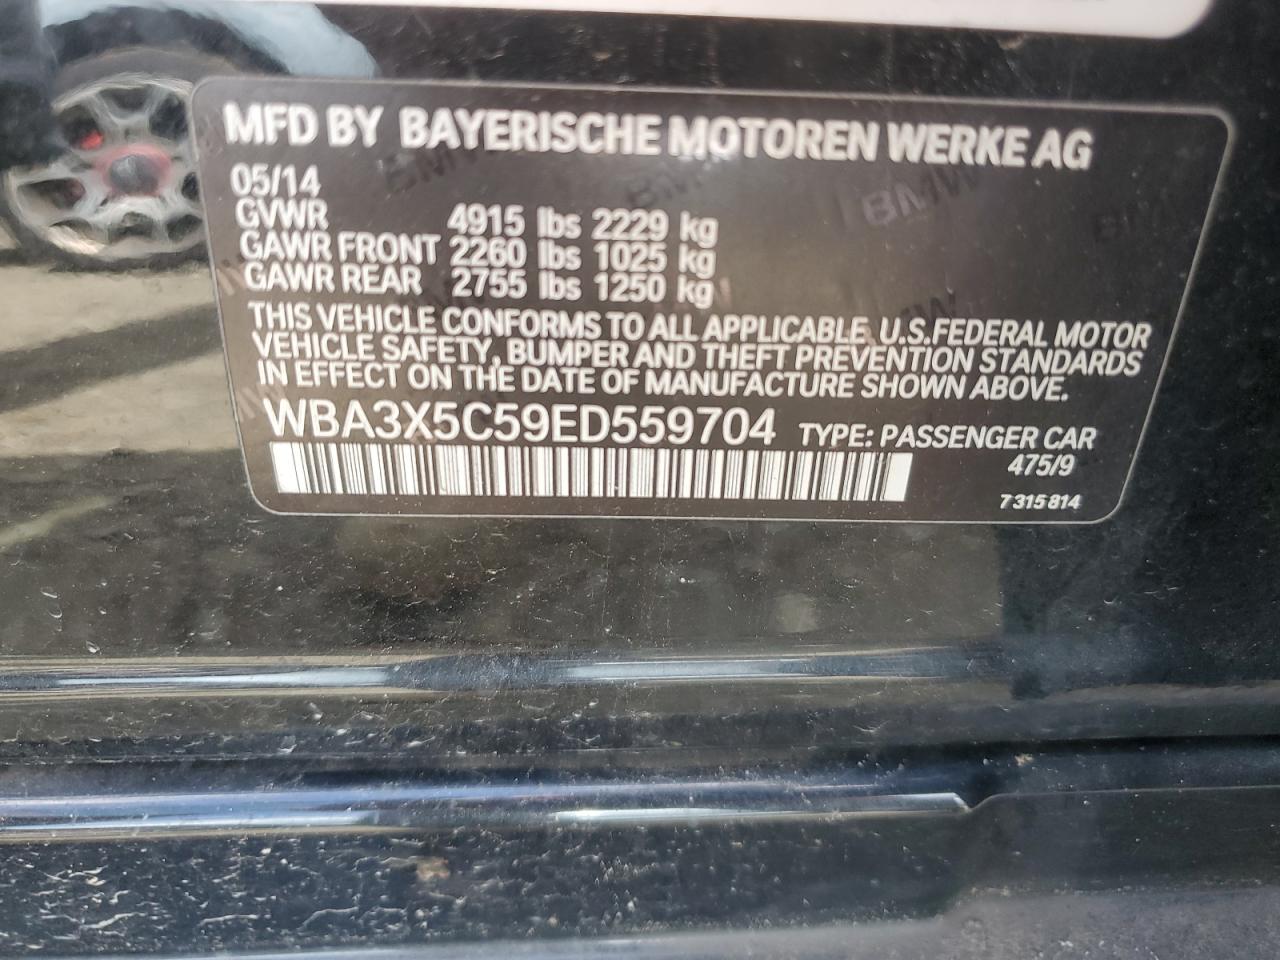 MFD BY BAYERISCHE MOTOREN WERKE AG
05/14
GVWR 4915 lbs 2229 kg
GAWR FRONT 2260 lbs 1025 kg
GAWR REAR 2755 lbs 1250 kg
THIS VEHICLE CONFORMS TO ALL APPLICABLE U.S.FEDERAL MOTOR
VEHICLE SAFETY, BUMPER AND THEFT PREVENTION STANDARDS
IN EFFECT ON THE DATE OF MANUFACTURE SHOWN ABOVE.
WBA3X5C59ED559704 TYPE: PASSENGER CAR
475/9
7 315 814